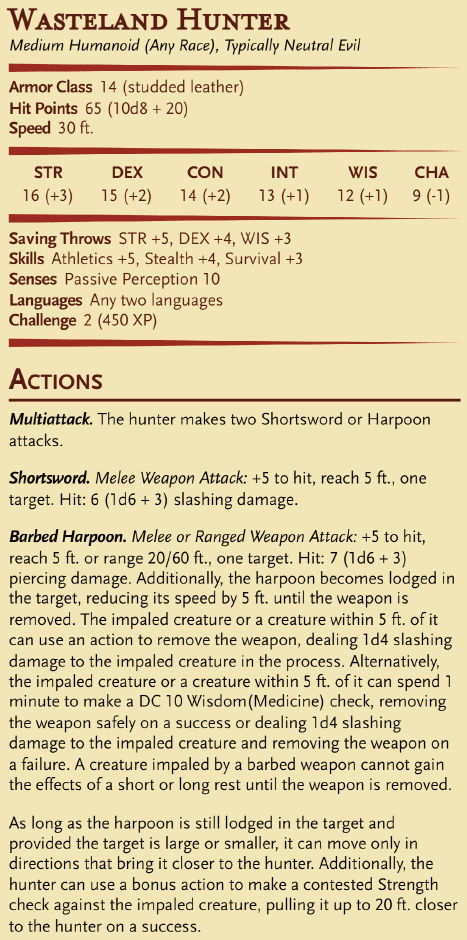 Wasteland Hunter
Medium Humanoid (Any Race), Typically Neutral Evil
Armor Class 14 (studded leather)
Hit Points 65 (10d8 + 20)
Speed 30 ft.
STR DEX CON INT WIS CHA
16 (+3) 15 (+2) 14 (+2) 13 (+1) 12 (+1) 9 (-1)
Saving Throws STR +5, DEX +4, WIS +3
Skills Athletics +5, Stealth +4, Survival +3
Senses Passive Perception 10
Languages Any two languages
Challenge 2 (450 XP)
Actions
Multiattack. The hunter makes two Shortsword or Harpoon
attacks.
Shortsword. Melee Weapon Attack: +5 to hit, reach 5 ft., one
target. Hit: 6 (1d6 + 3) slashing damage.
Barbed Harpoon. Melee or Ranged Weapon Attack: +5 to hit,
reach 5 ft. or range 20/60 ft., one target. Hit: 7 (1d6 + 3)
piercing damage. Additionally, the harpoon becomes lodged in
the target, reducing its speed by 5 ft. until the weapon is
removed. The impaled creature or a creature within 5 ft. of it
can use an action to remove the weapon, dealing 1d4 slashing
damage to the impaled creature in the process. Alternatively,
the impaled creature or a creature within 5 ft. of it can spend 1
minute to make a DC 10 Wisdom(Medicine) check, removing
the weapon safely on a success or dealing 1d4 slashing
damage to the impaled creature and removing the weapon on
a failure. A creature impaled by a barbed weapon cannot gain
the effects of a short or long rest until the weapon is removed.
As long as the harpoon is still lodged in the target and
provided the target is large or smaller, it can move only in
directions that bring it closer to the hunter. Additionally, the
hunter can use a bonus action to make a contested Strength
check against the impaled creature, pulling it up to 20 ft. closer
to the hunter on a success.